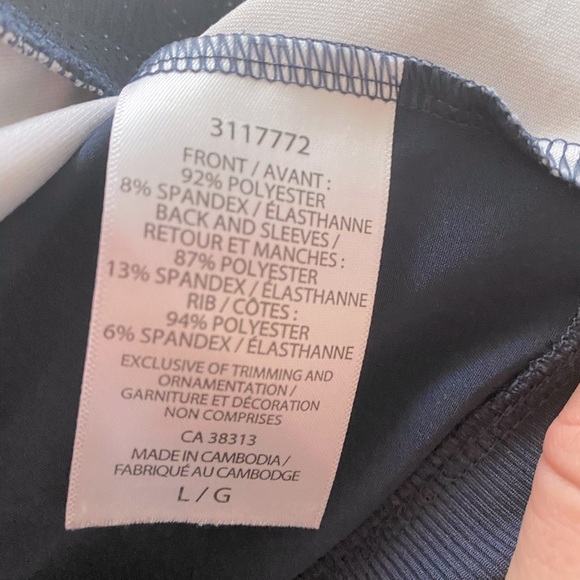 3117772
FRONT / AVANT :
92% POLYESTER
8% SPANDEX / ÉLASTHANNE
BACK AND SLEEVES /
RETOUR ET MANCHES :
87% POLYESTER
13% SPANDEX / ÉLASTHANNE
RIB / CÔTES :
94% POLYESTER
6% SPANDEX / ÉLASTHANNE
EXCLUSIVE OF TRIMMING AND
ORNAMENTATION /
GARNITURE ET DÉCORATION
NON COMPRISES
CA 38313
MADE IN CAMBODIA /
FABRIQUÉ AU CAMBODGE
L / G